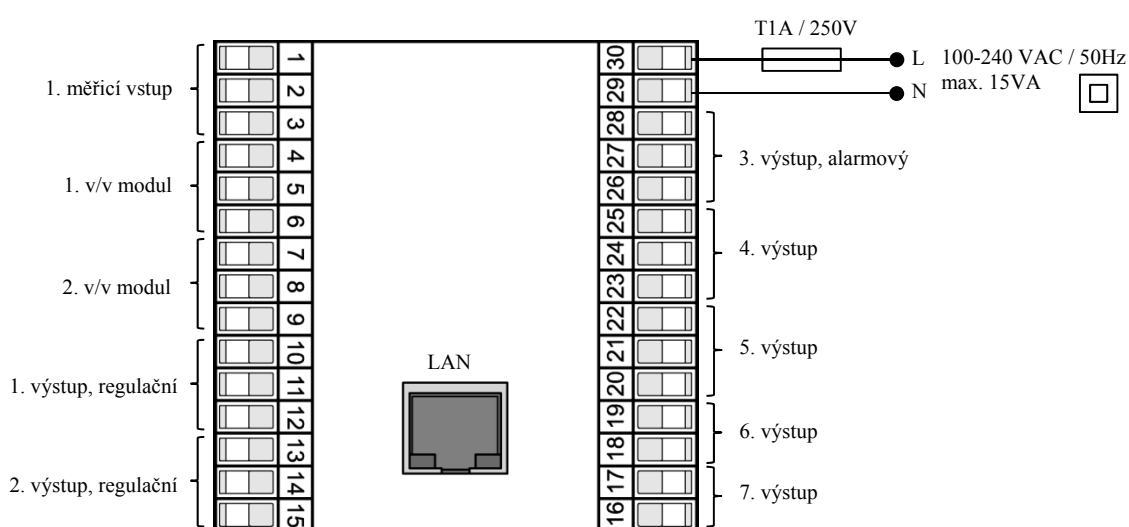 T1A / 250V
L 100-240 VAC / 50Hz
N max. 15VA
1. měřicí vstup
1. v/v modul
2. v/v modul
1. výstup, regulační
2. výstup, regulační
1
2
3
4
5
6
7
8
9
10
11
12
13
14
15
LAN
30
29
28
27
26
25
24
23
22
21
20
19
18
17
16
3. výstup, alarmový
4. výstup
5. výstup
6. výstup
7. výstup